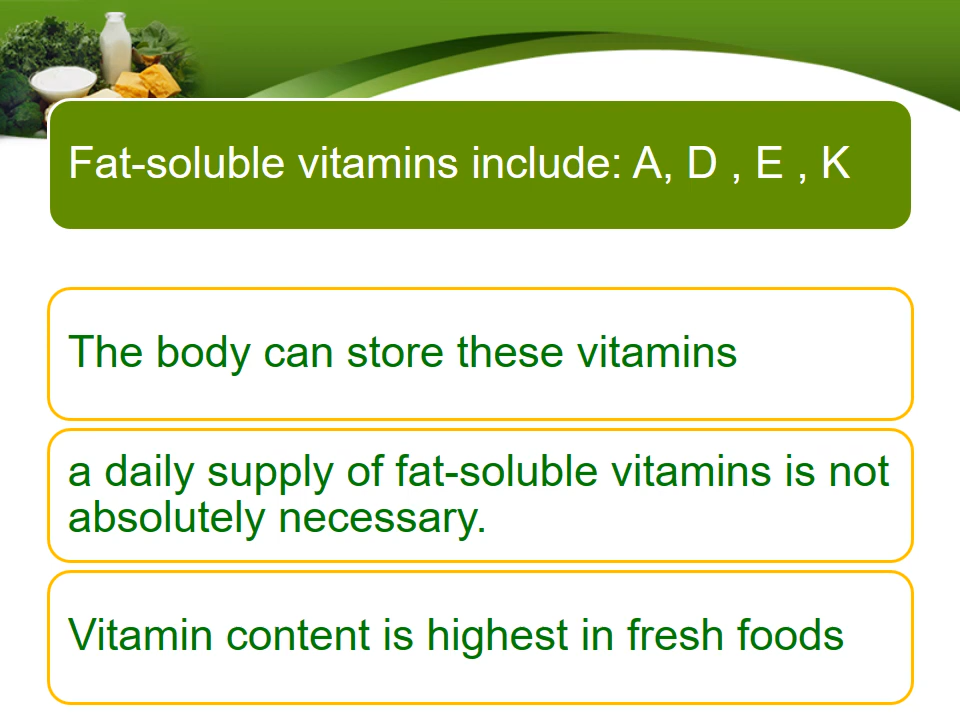 Fat-soluble vitamins include: A, D , E , K
The body can store these vitamins
a daily supply of fat-soluble vitamins is not
absolutely necessary.
Vitamin content is highest in fresh foods